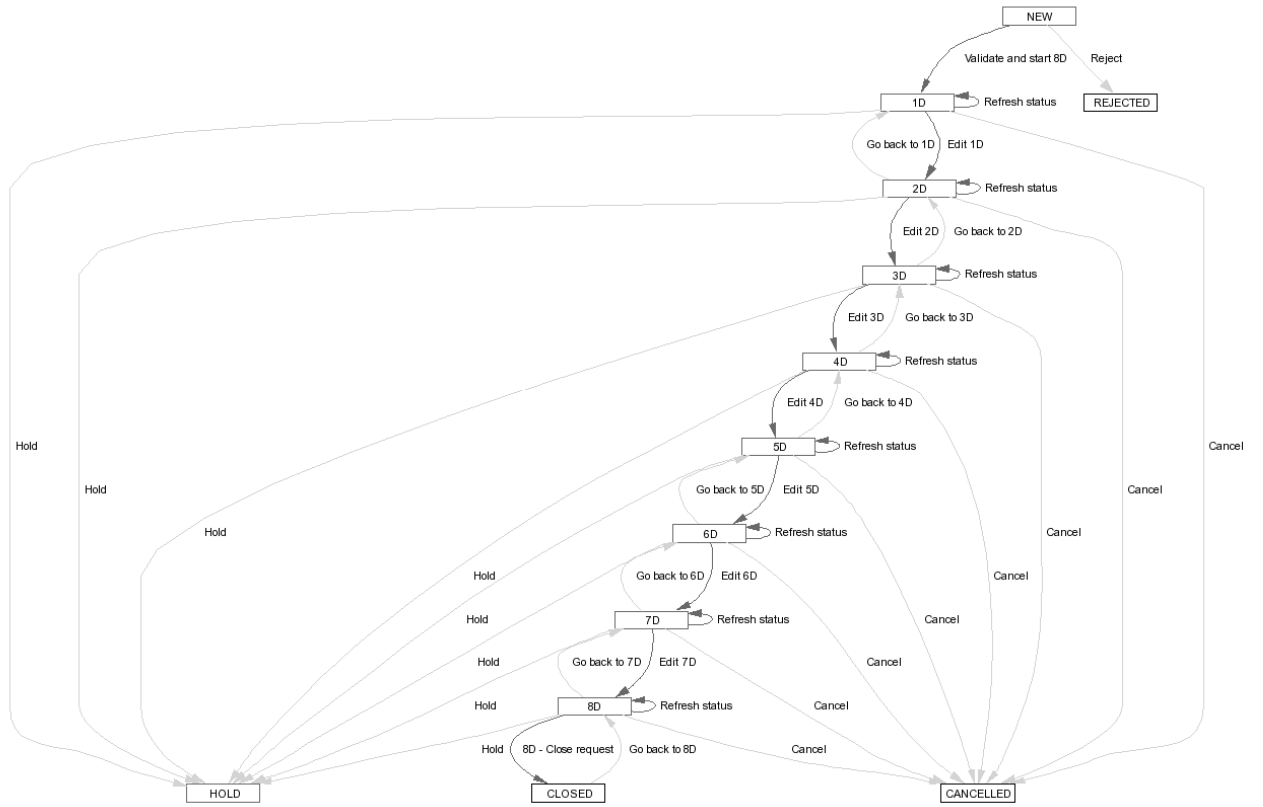 NEW
Validate and start 8D
Reject
1D
Refresh status
REJECTED
Go back to 1D
Edit 1D
2D
Refresh status
Edit 2D
Go back to 2D
3D
Refresh status
Edit 3D
Go back to 3D
4D
Refresh status
Edit 4D
Go back to 4D
Hold
5D
Refresh status
Cancel
Hold
Go back to 5D
Edit 5D
Cancel
Hold
6D
Refresh status
Cancel
Hold
Go back to 6D
Edit 6D
Cancel
Hold
7D
Refresh status
Cancel
Hold
Go back to 7D
Edit 7D
Cancel
Hold
8D
Refresh status
Cancel
Hold
8D - Close request
Go back to 8D
Cancel
HOLD
CLOSED
CANCELLED